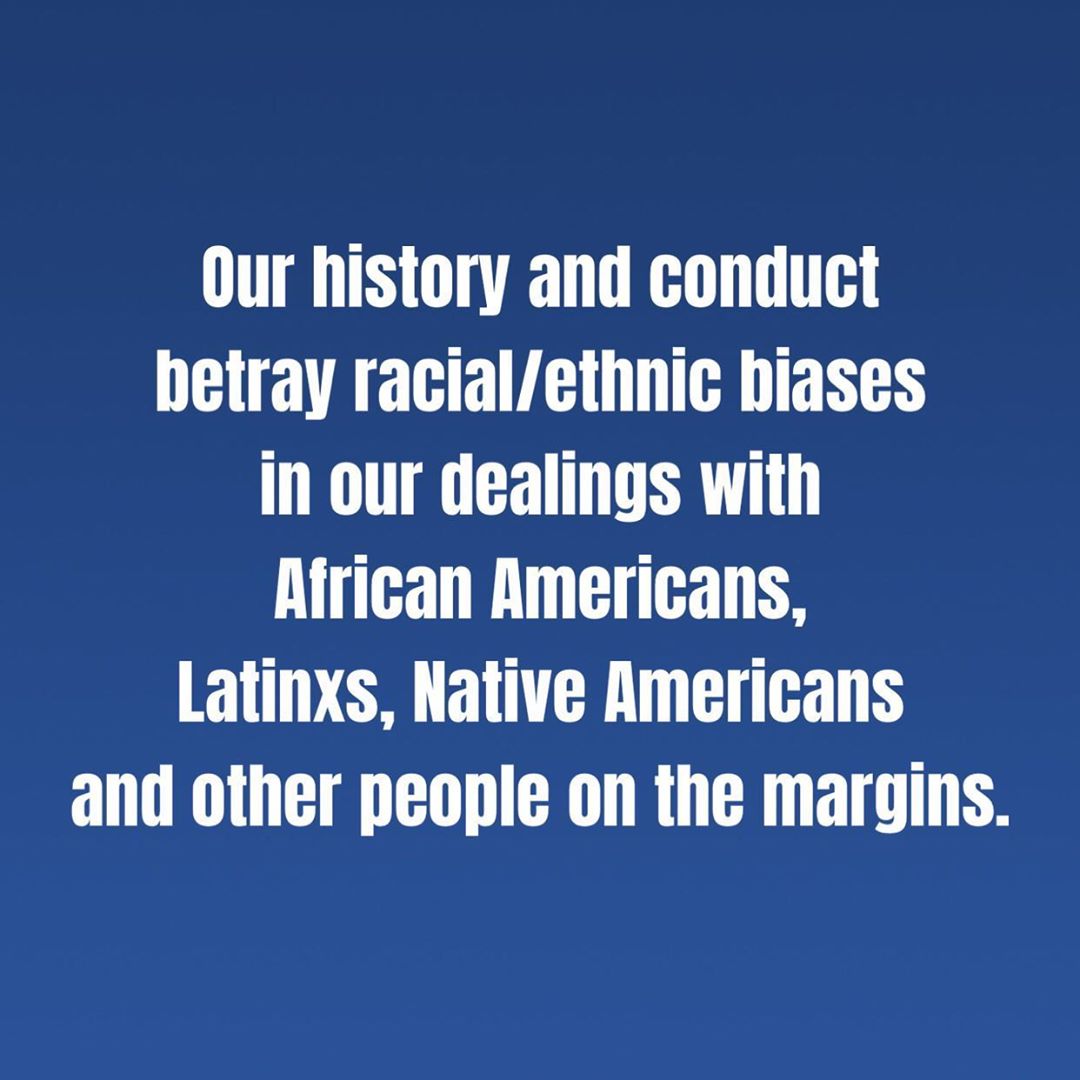 Our history and conduct
betray racial/ethnic biases
in our dealings with
African Americans,
Latinxs, Native Americans
and other people on the margins.